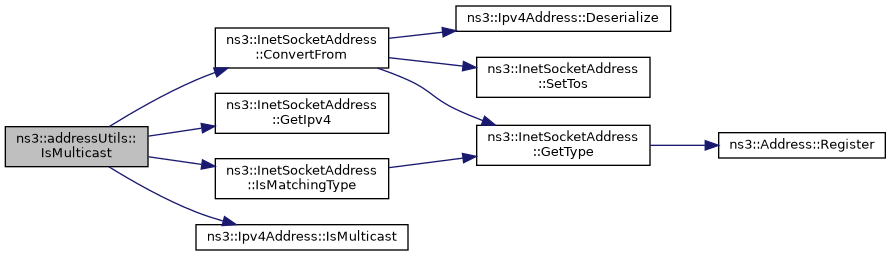 ns3::addressUtils::
IsMulticast
ns3::InetSocketAddress
::ConvertFrom
ns3::InetSocketAddress
::GetIpv4
ns3::InetSocketAddress
::IsMatchingType
ns3::Ipv4Address::IsMulticast
ns3::Ipv4Address::Deserialize
ns3::InetSocketAddress
::SetTos
ns3::InetSocketAddress
::GetType
ns3::Address::Register